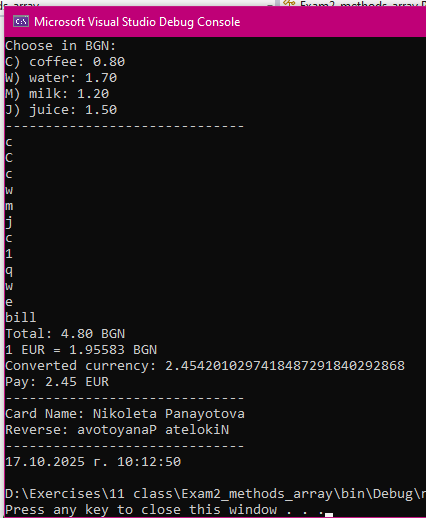 ds_array
Exam2_methods_array.P
Microsoft Visual Studio Debug Console
Choose in BGN:
C) coffee: 0.80
W) water: 1.70
M) milk: 1.20
J) juice: 1.50
------------------------------
c
C
c
w
m
j
c
1
q
w
e
bill
Total: 4.80 BGN
1 EUR = 1.95583 BGN
Converted currency: 2.4542010297418487291840292868
Pay: 2.45 EUR
------------------------------
Card Name: Nikoleta Panayotova
Reverse: avotoyanaP atelokiN
------------------------------
17.10.2025 г. 10:12:50
D:\Exercises\11 class\Exam2_methods_array\bin\Debug\n
Press any key to close this window . . .